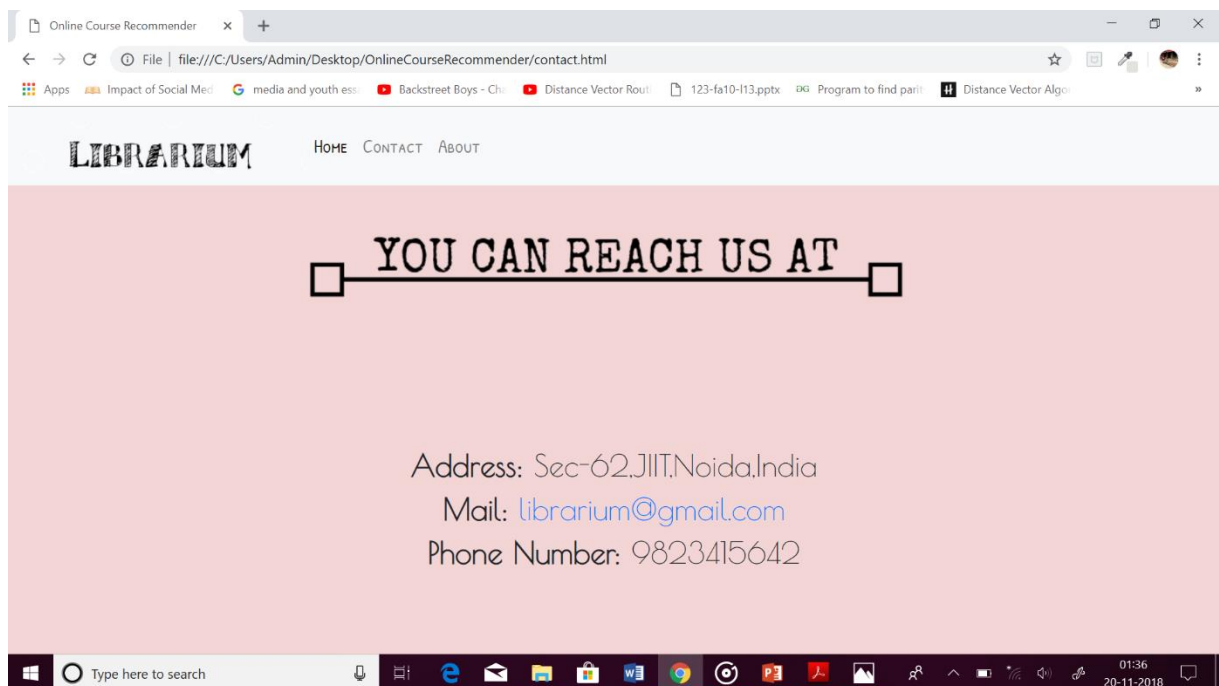 Online Course Recommender
File | file:///C:/Users/Admin/Desktop/OnlineCourseRecommender/contact.html
Apps Impact of Social Med media and youth ess Backstreet Boys - Cha Distance Vector Rout 123-fa10-l13.pptx Program to find parit Distance Vector Algo
LIBRARIUM HOME CONTACT ABOUT
YOU CAN REACH US AT
Address: Sec-62,JIIT,Noida,India
Mail: librarium@gmail.com
Phone Number: 9823415642
Type here to search
01:36
20-11-2018